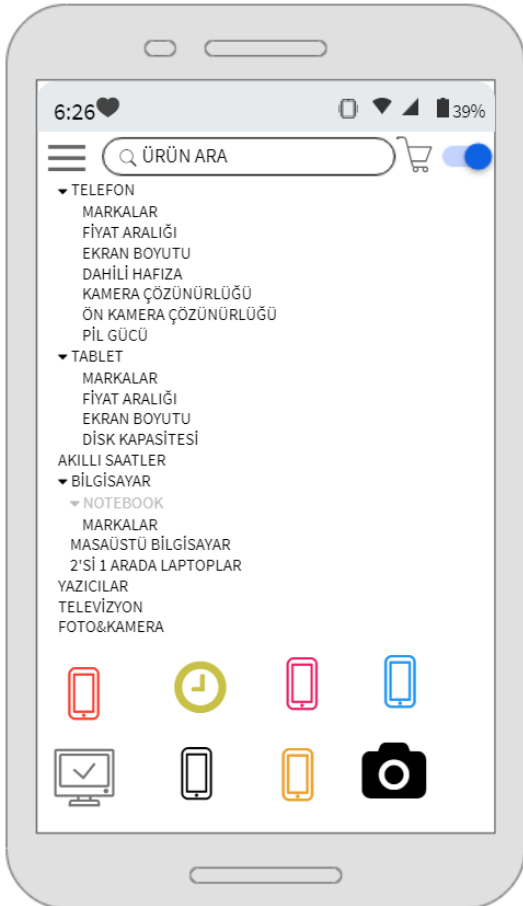 6:26
39%
ÜRÜN ARA
TELEFON
MARKALAR
FİYAT ARALIĞI
EKRAN BOYUTU
DAHİLİ HAFIZA
KAMERA ÇÖZÜNÜRLÜĞÜ
ÖN KAMERA ÇÖZÜNÜRLÜĞÜ
PİL GÜCÜ
TABLET
MARKALAR
FİYAT ARALIĞI
EKRAN BOYUTU
DİSK KAPASİTESİ
AKILLI SAATLER
BİLGİSAYAR
NOTEBOOK
MARKALAR
MASAÜSTÜ BİLGİSAYAR
2'Sİ 1 ARADA LAPTOPLAR
YAZICILAR
TELEVİZYON
FOTO&KAMERA